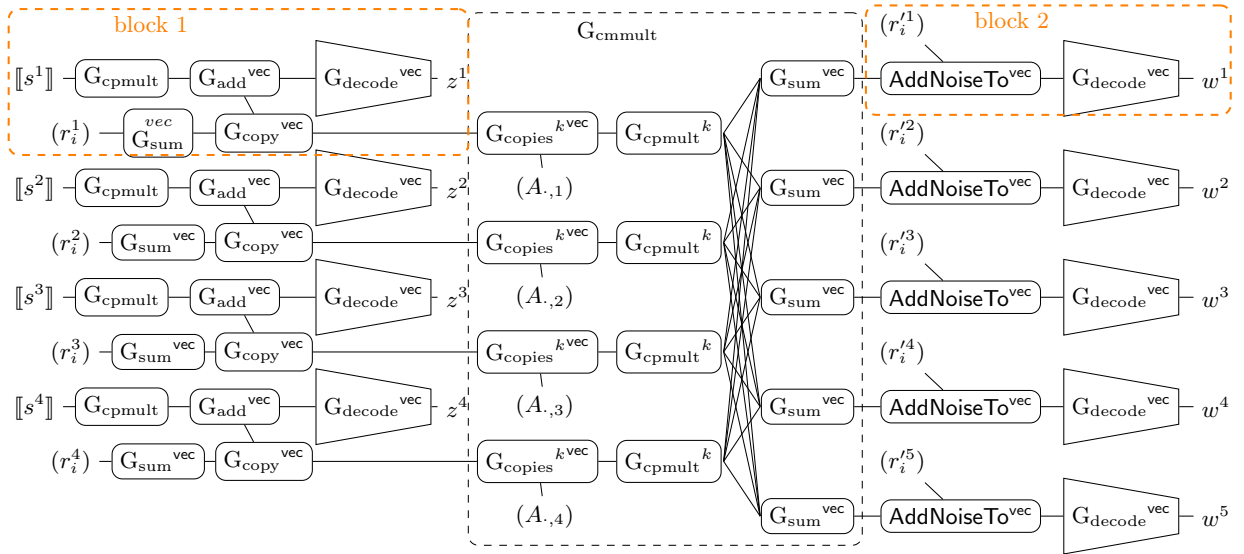 block 1
G_cmmult
block 2
(r_i'^1)
⟦s^1⟧ G_cpmult G_add^vec G_decode^vec z^1 G_sum^vec AddNoiseTo^vec G_decode^vec w^1
(r_i^1) G_sum^vec G_copy^vec G_copies^k^vec G_cpmult^k (r_i'^2)
(A_·,1)
⟦s^2⟧ G_cpmult G_add^vec G_decode^vec z^2 G_sum^vec AddNoiseTo^vec G_decode^vec w^2
(r_i^2) G_sum^vec G_copy^vec G_copies^k^vec G_cpmult^k (r_i'^3)
(A_·,2)
⟦s^3⟧ G_cpmult G_add^vec G_decode^vec z^3 G_sum^vec AddNoiseTo^vec G_decode^vec w^3
(r_i^3) G_sum^vec G_copy^vec G_copies^k^vec G_cpmult^k (r_i'^4)
(A_·,3)
⟦s^4⟧ G_cpmult G_add^vec G_decode^vec z^4 G_sum^vec AddNoiseTo^vec G_decode^vec w^4
(r_i^4) G_sum^vec G_copy^vec G_copies^k^vec G_cpmult^k (r_i'^5)
(A_·,4)
G_sum^vec AddNoiseTo^vec G_decode^vec w^5